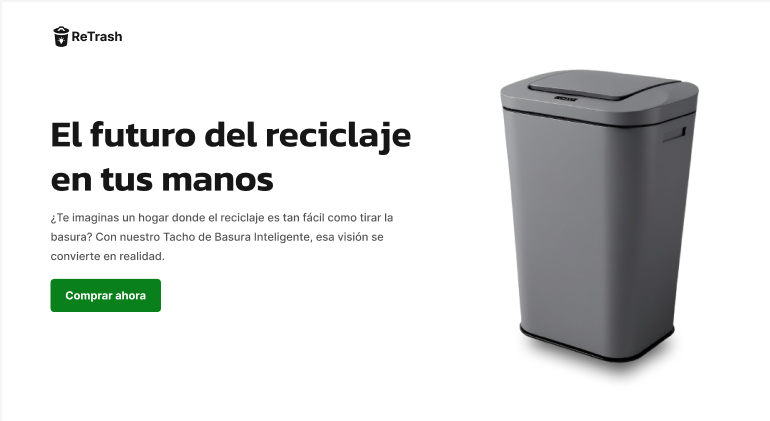 ReTrash
El futuro del reciclaje
en tus manos
¿Te imaginas un hogar donde el reciclaje es tan fácil como tirar la
basura? Con nuestro Tacho de Basura Inteligente, esa visión se
convierte en realidad.
Comprar ahora